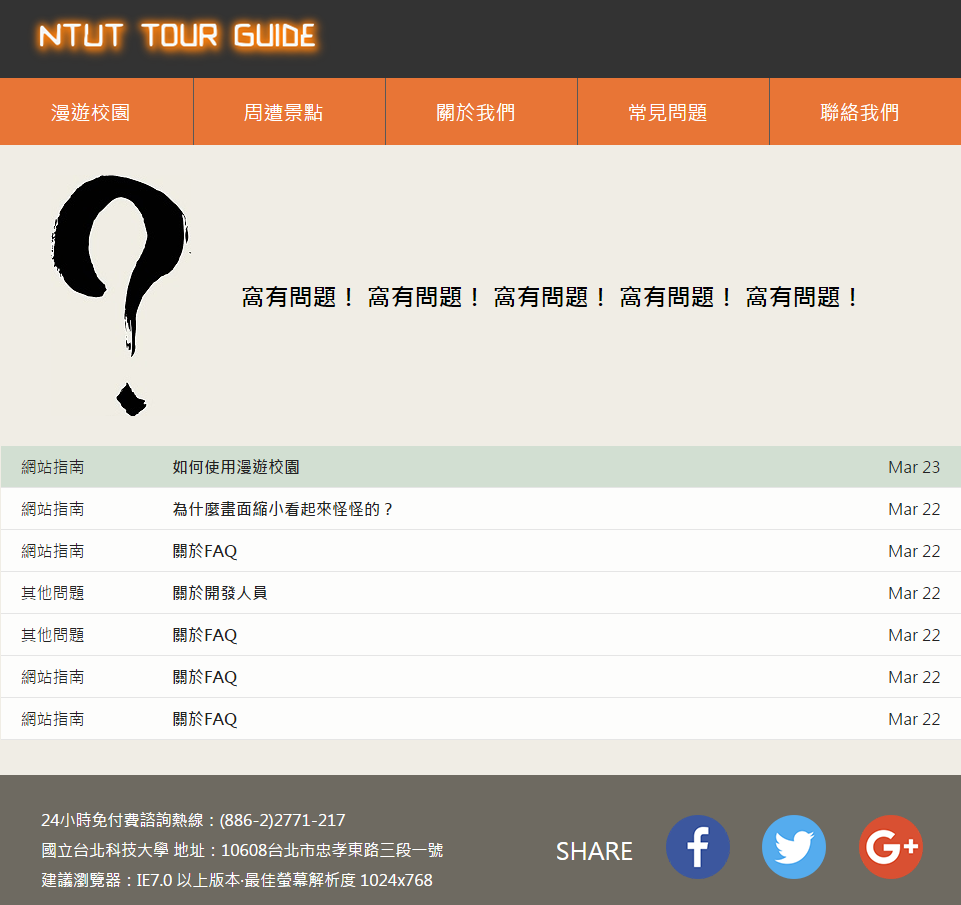 NTUT TOUR GUIDE
漫遊校園 周遭景點 關於我們 常見問題 聯絡我們
?
窩有問題！ 窩有問題！ 窩有問題！ 窩有問題！ 窩有問題！
網站指南 如何使用漫遊校園 Mar 23
網站指南 為什麼畫面縮小看起來怪怪的？ Mar 22
網站指南 關於FAQ Mar 22
其他問題 關於開發人員 Mar 22
其他問題 關於FAQ Mar 22
網站指南 關於FAQ Mar 22
網站指南 關於FAQ Mar 22
24小時免付費諮詢熱線：(886-2)2771-217
國立台北科技大學 地址：10608台北市忠孝東路三段一號
建議瀏覽器：IE7.0 以上版本‧最佳螢幕解析度 1024x768
SHARE f G+